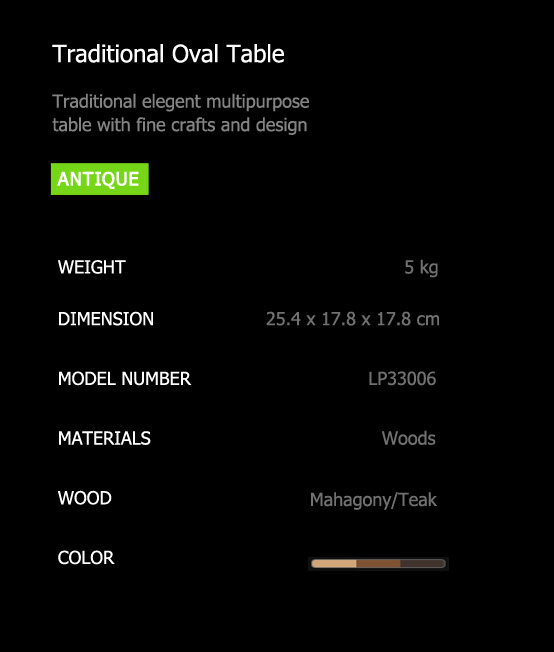 Traditional Oval Table
Traditional elegent multipurpose
table with fine crafts and design
ANTIQUE
WEIGHT 5 kg
DIMENSION 25.4 x 17.8 x 17.8 cm
MODEL NUMBER LP33006
MATERIALS Woods
WOOD Mahagony/Teak
COLOR